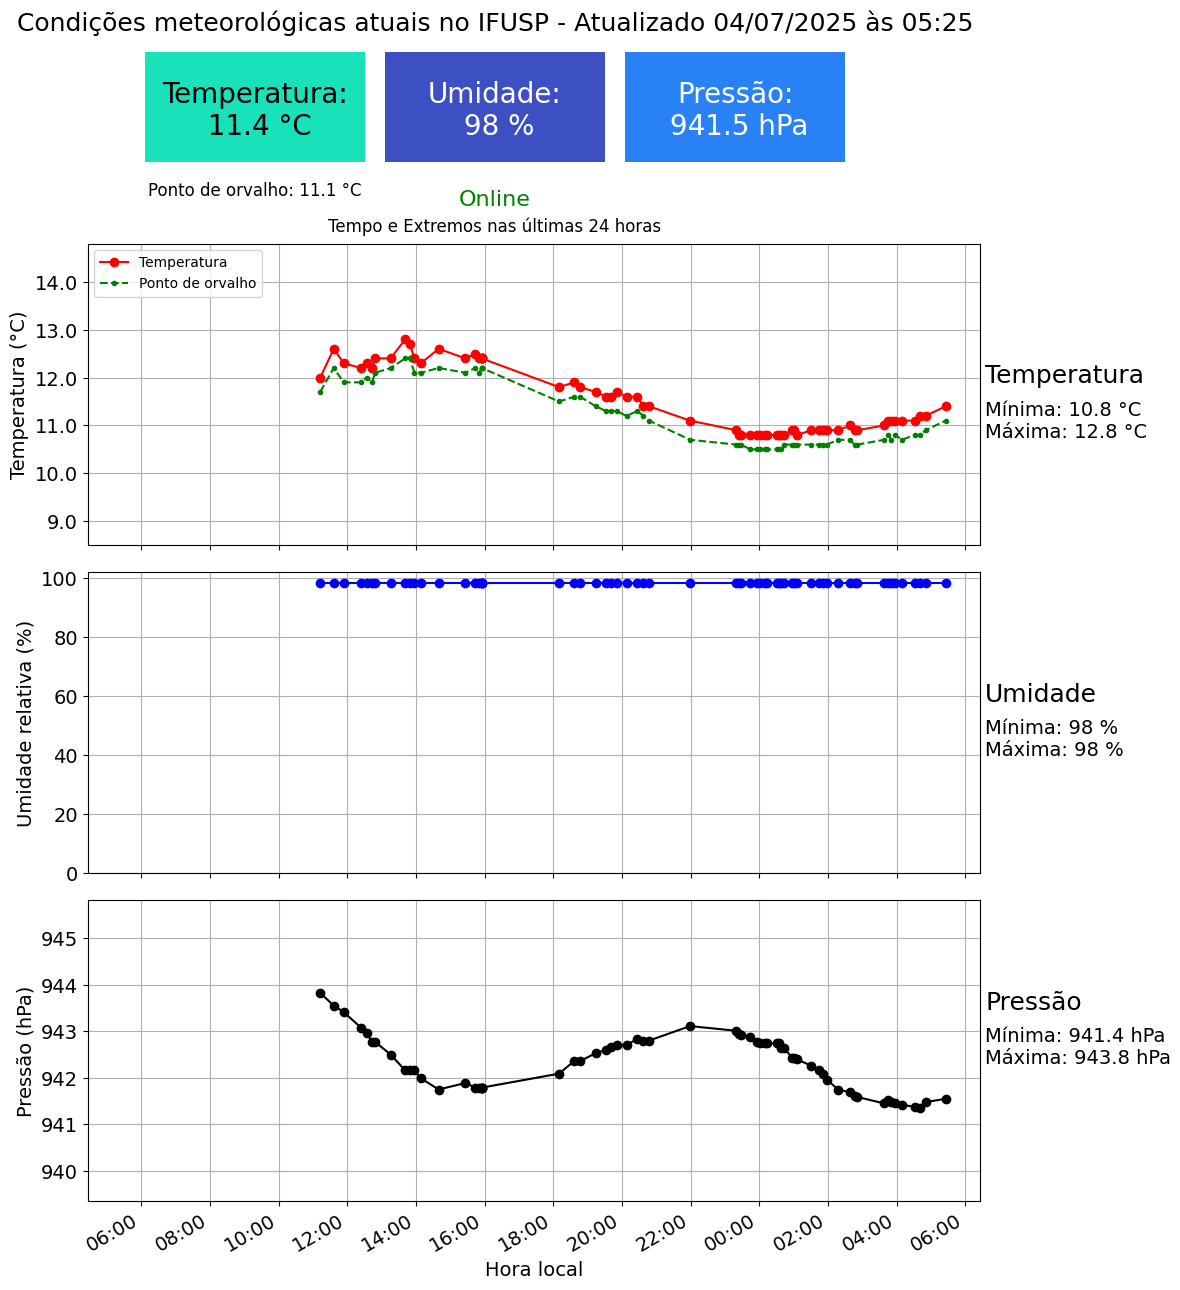 Condições meteorológicas atuais no IFUSP - Atualizado 04/07/2025 às 05:25
Temperatura:
11.4 °C
Umidade:
98 %
Pressão:
941.5 hPa
Ponto de orvalho: 11.1 °C
Online
Tempo e Extremos nas últimas 24 horas
Temperatura
Ponto de orvalho
Temperatura (°C)
14.0
13.0
12.0
11.0
10.0
9.0
Temperatura
Mínima: 10.8 °C
Máxima: 12.8 °C
Umidade relativa (%)
100
80
60
40
20
0
Umidade
Mínima: 98 %
Máxima: 98 %
Pressão (hPa)
945
944
943
942
941
940
Pressão
Mínima: 941.4 hPa
Máxima: 943.8 hPa
06:00
08:00
10:00
12:00
14:00
16:00
18:00
20:00
22:00
00:00
02:00
04:00
06:00
Hora local